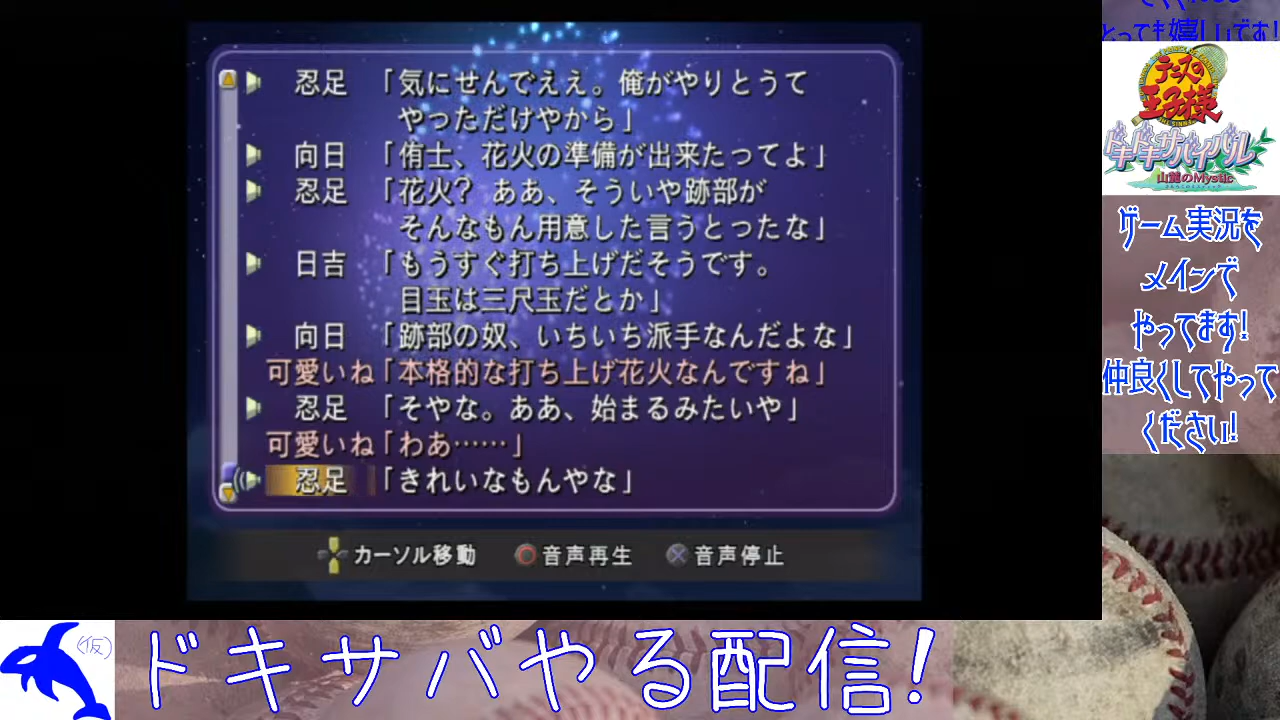 忍足 「気にせんでええ。俺がやりとうて
やっただけやから」
向日 「侑士、花火の準備が出来たってよ」
忍足 「花火? ああ、そういや跡部が
そんなもん用意した言うとったな」
日吉 「もうすぐ打ち上げだそうです。
目玉は三尺玉だとか」
向日 「跡部の奴、いちいち派手なんだよな」
可愛いね「本格的な打ち上げ花火なんですね」
忍足 「そやな。ああ、始まるみたいや」
可愛いね「わあ……」
忍足 「きれいなもんやな」
カーソル移動 音声再生 音声停止
とっても嬉しいです!
テニスの
王子様
ドキドキサバイバル
山麓のMystic
ゲーム実況を
メインで
やってます!
仲良くしてやって
ください!
(仮)
ドキサバやる配信!